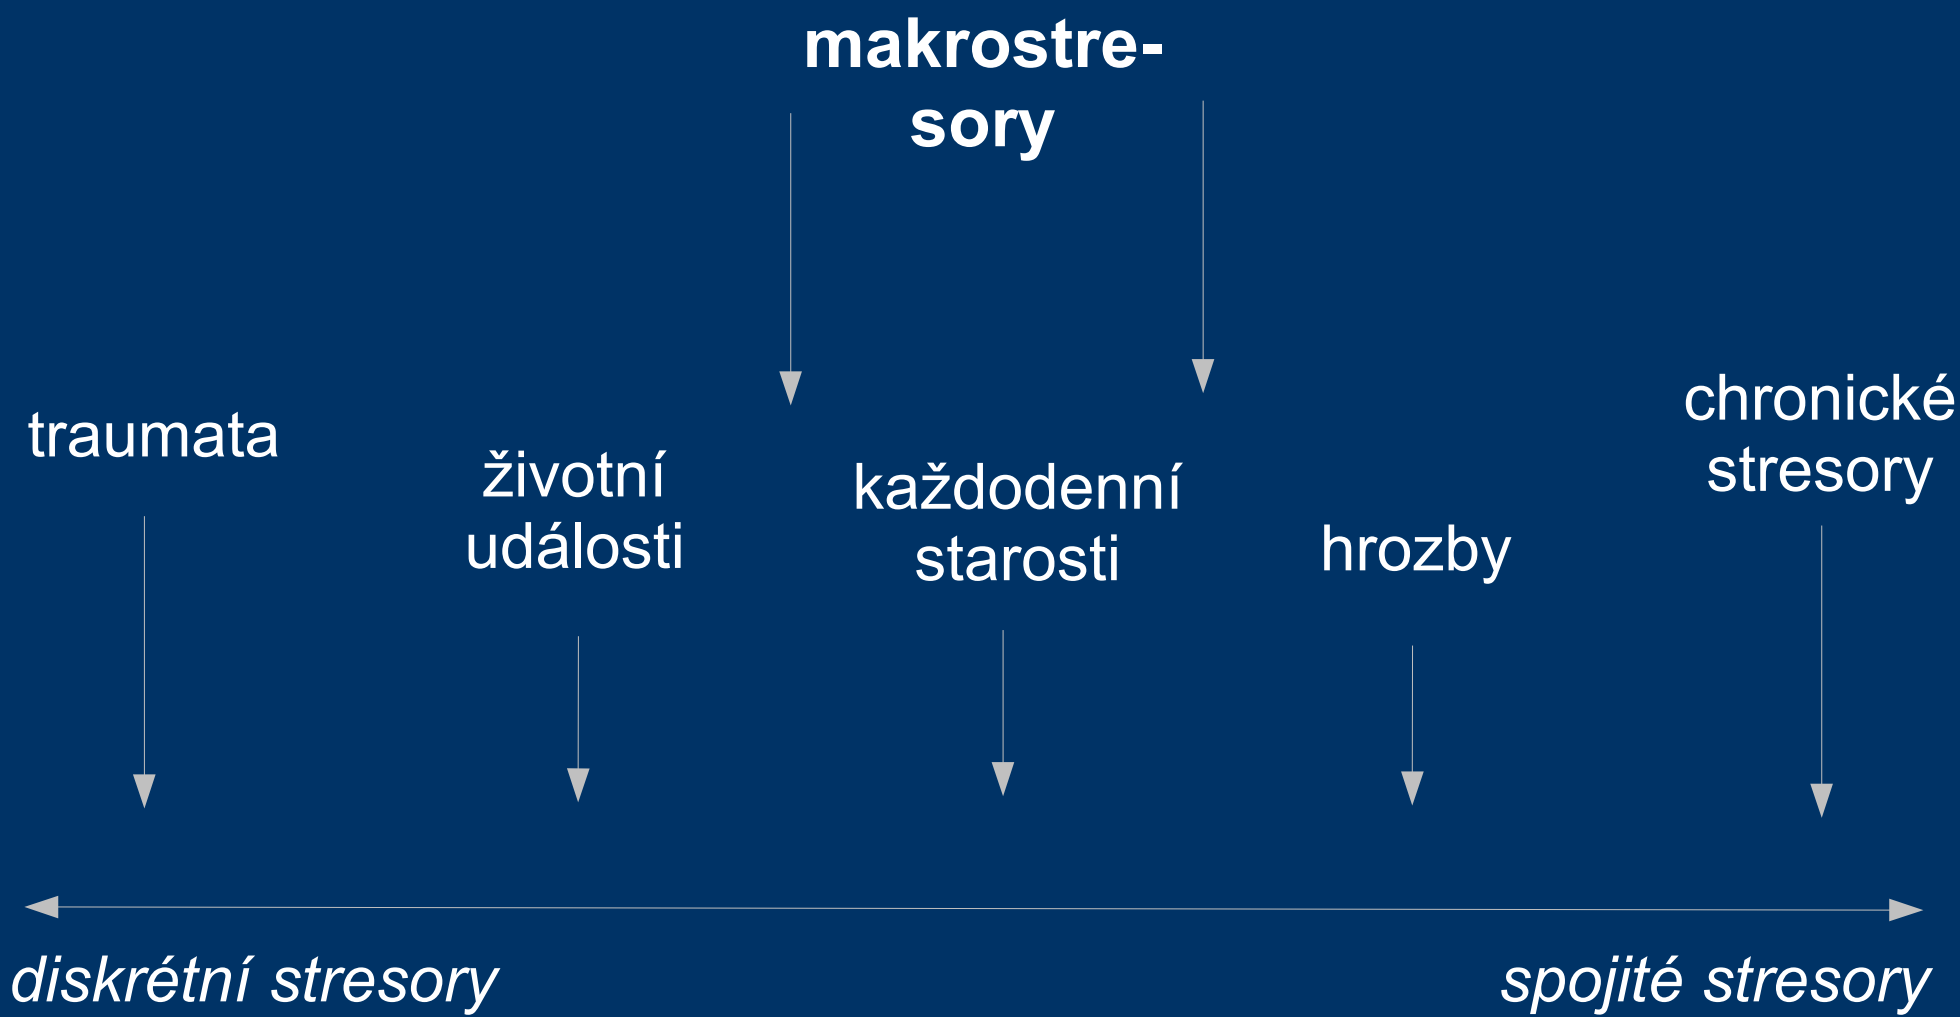 makrostre-
sory
traumata
životní
události
každodenní
starosti
hrozby
chronické
stresory
diskrétní stresory
spojité stresory